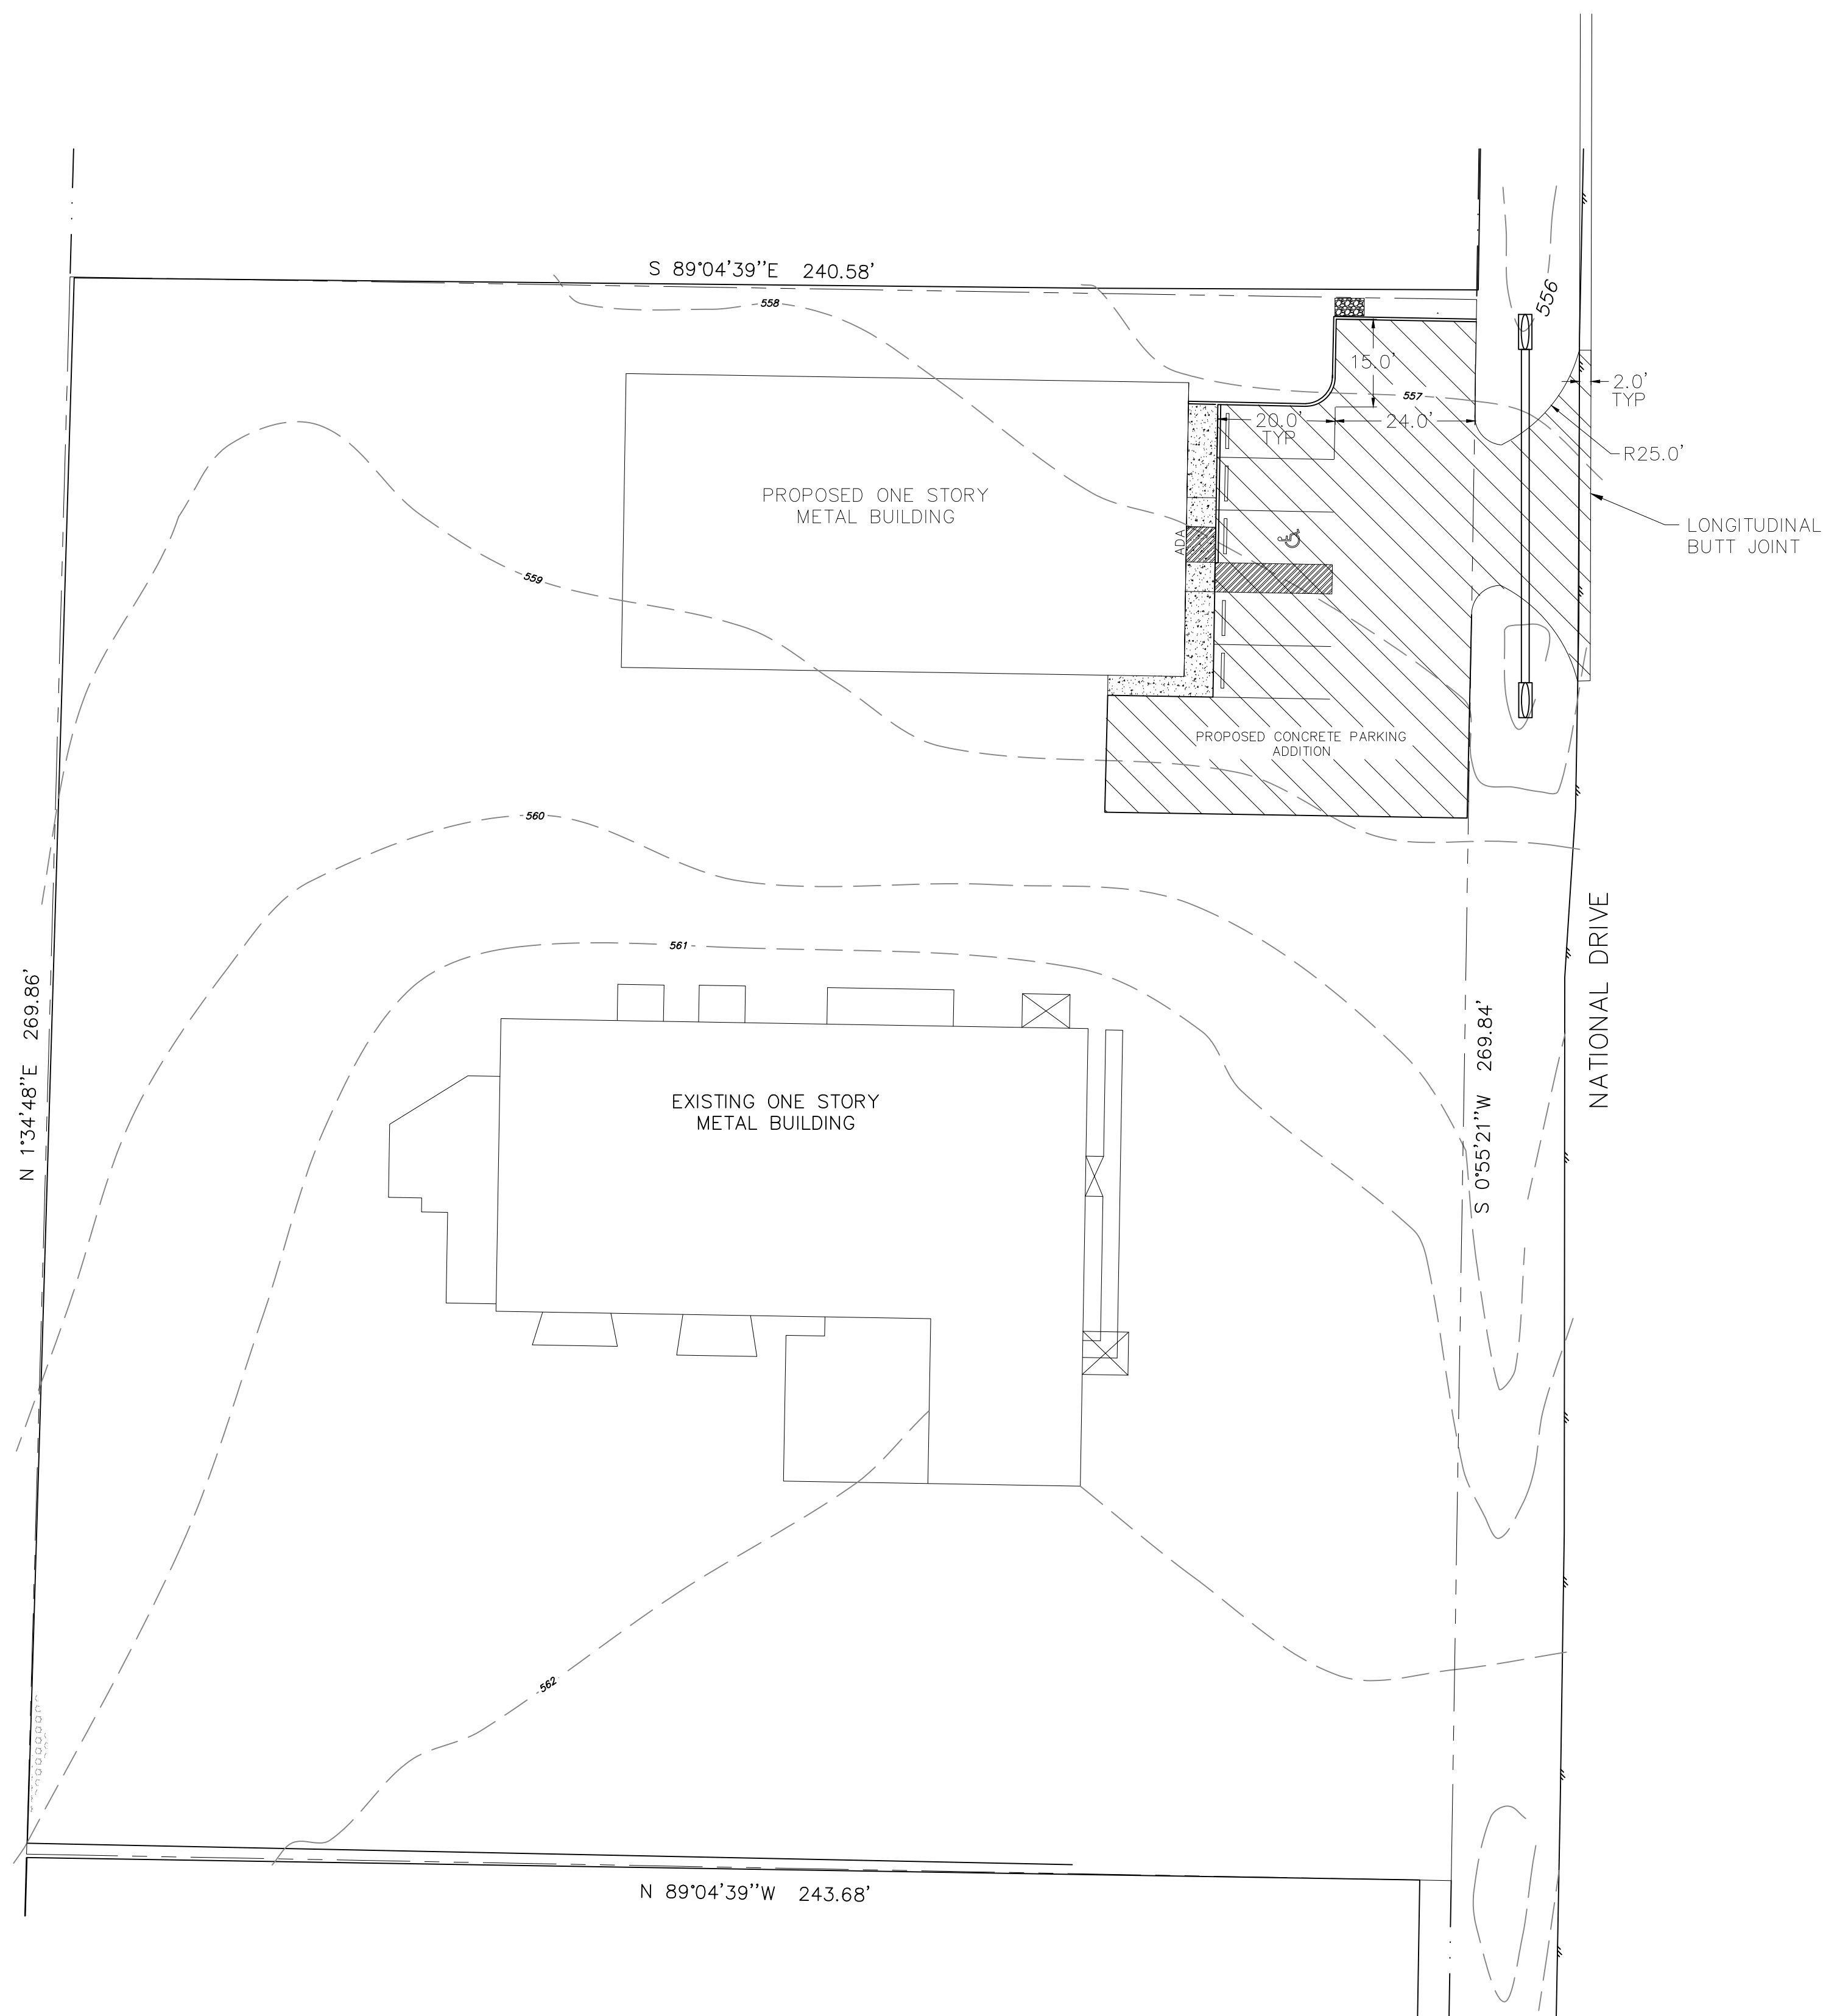 S 89°04'39"E 240.58'
558
556
15.0'
2.0'
TYP
557
20.0'
TYP
24.0'
R25.0'
PROPOSED ONE STORY
METAL BUILDING
ADA
LONGITUDINAL
BUTT JOINT
559
PROPOSED CONCRETE PARKING
ADDITION
560
561
NATIONAL DRIVE
N 1°34'48"E 269.86'
S 0°55'21"W 269.84'
EXISTING ONE STORY
METAL BUILDING
562
N 89°04'39"W 243.68'